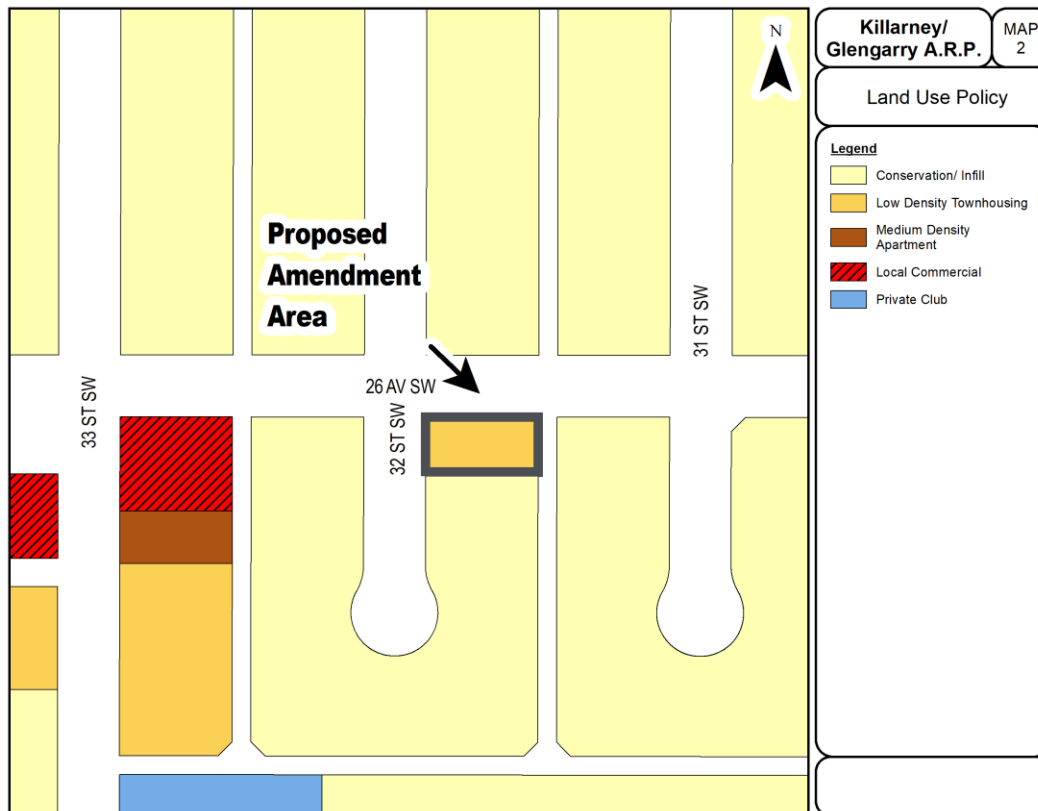 Killarney/
Glengarry A.R.P.
MAP
2
Land Use Policy
Legend
Conservation/ Infill
Low Density Townhousing
Medium Density
Apartment
Local Commercial
Private Club
N
Proposed
Amendment
Area
26 AV SW
33 ST SW
32 ST SW
31 ST SW